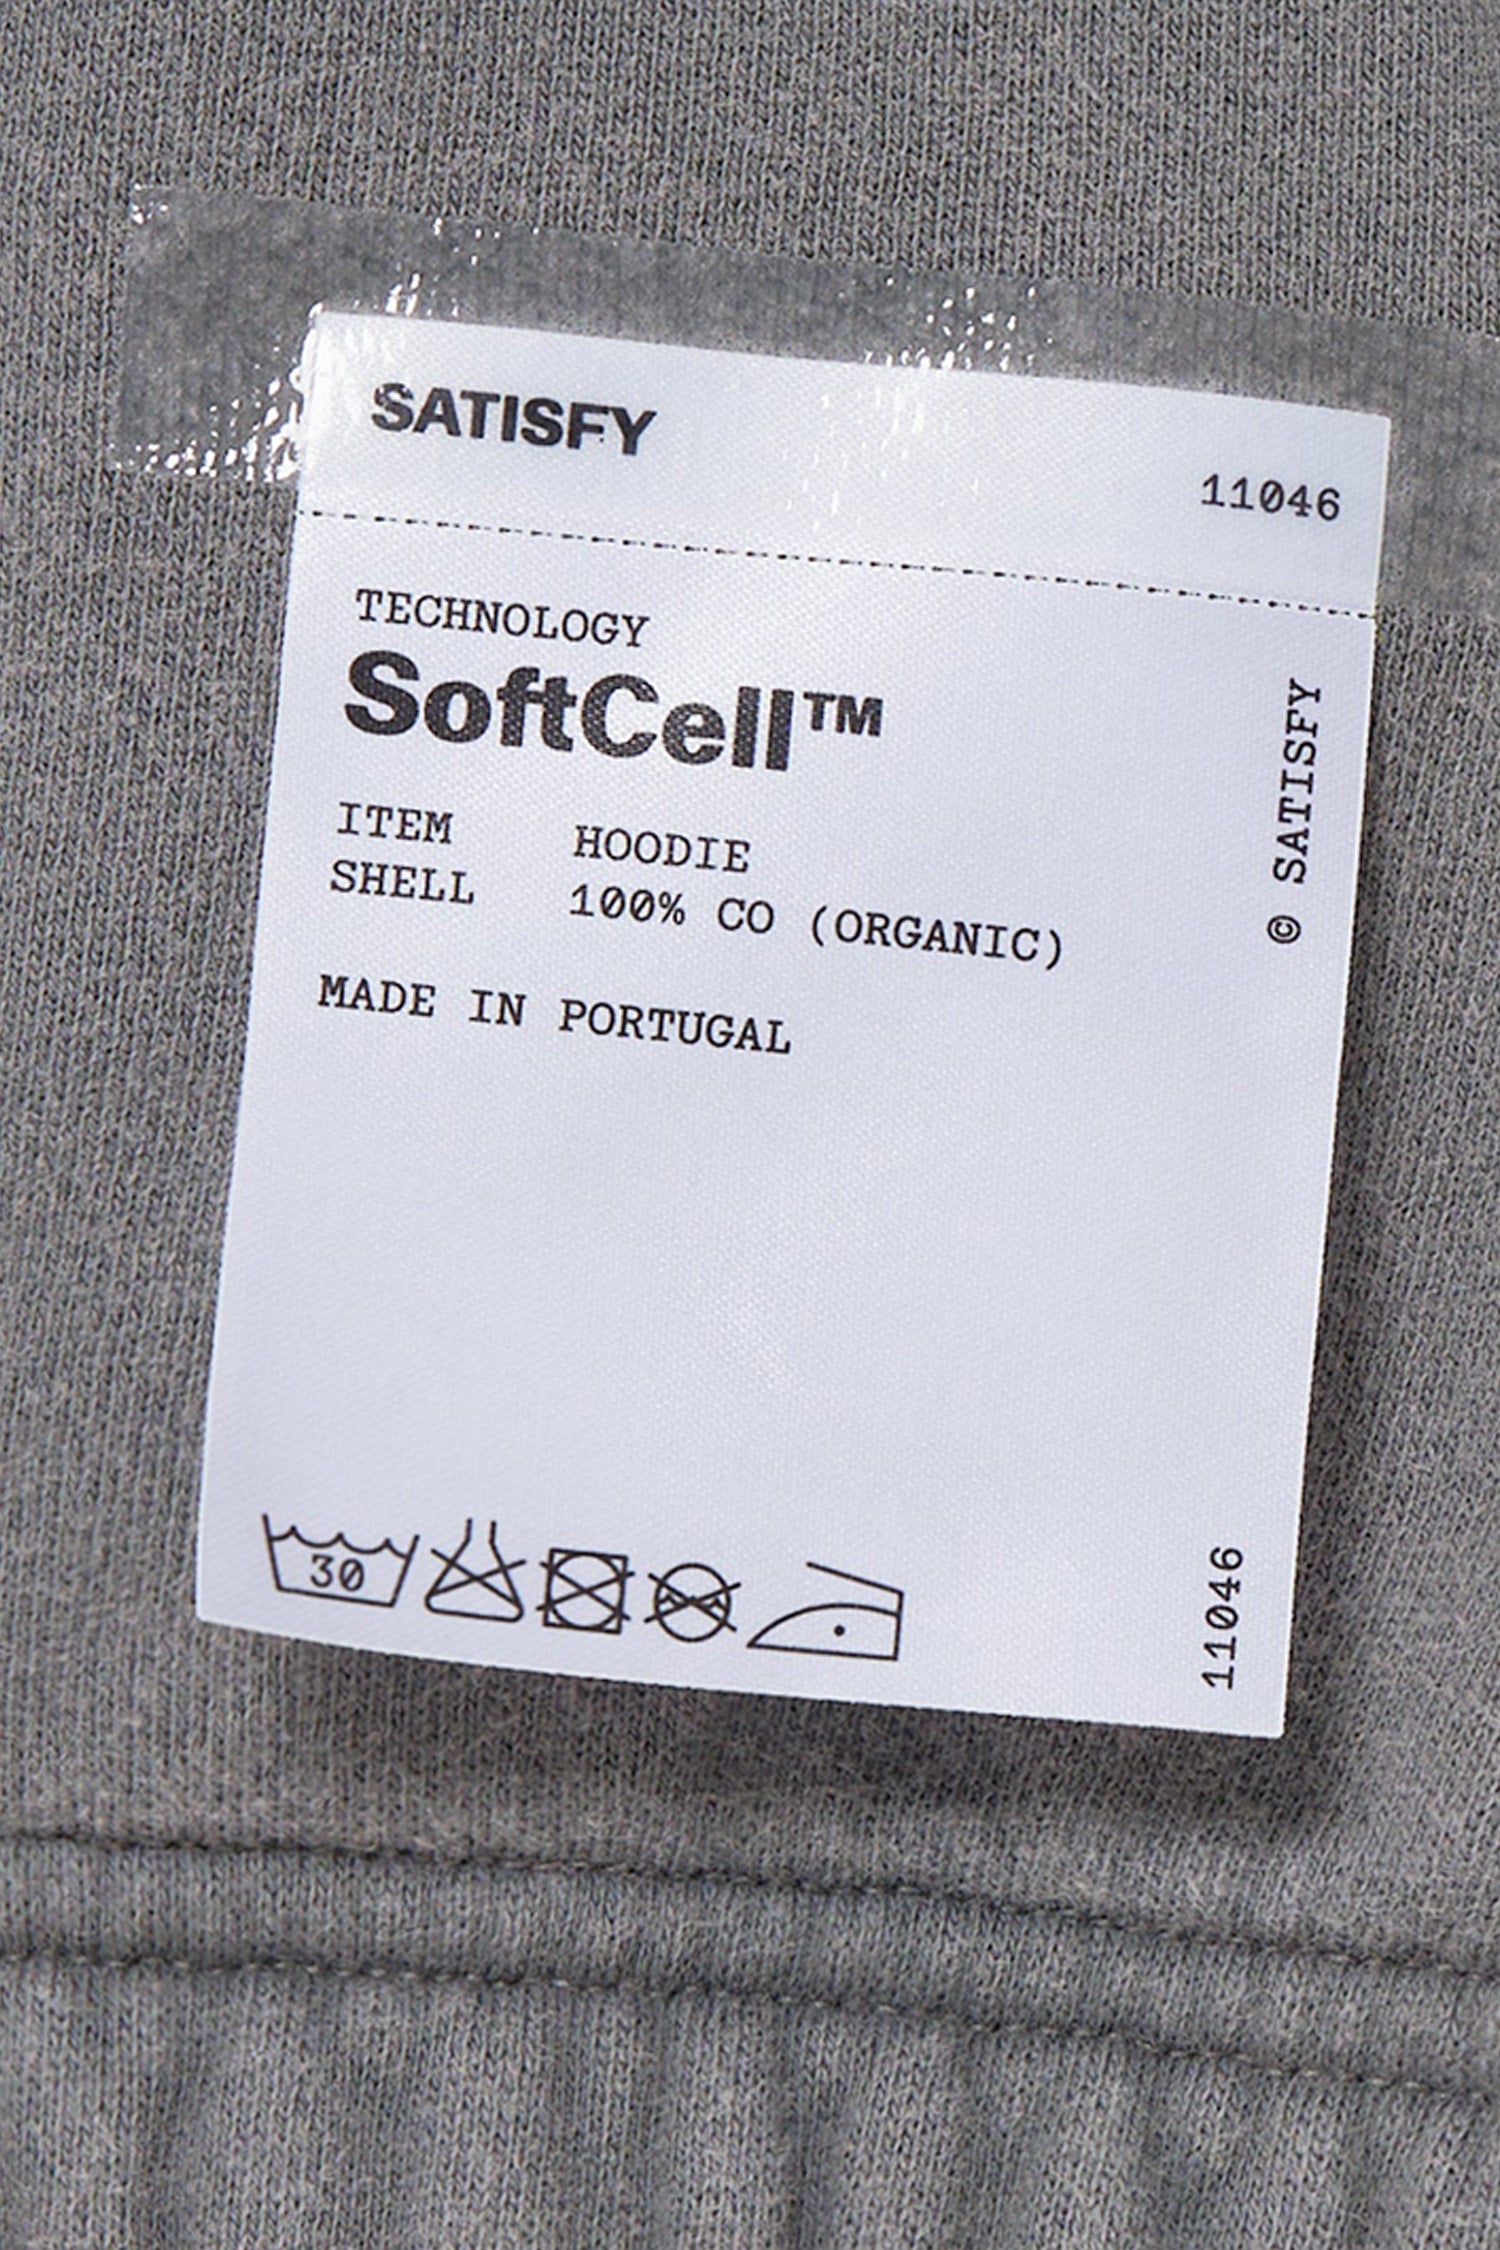 SATISFY
11046
TECHNOLOGY
SoftCell™
ITEM HOODIE
SHELL 100% CO (ORGANIC)
MADE IN PORTUGAL
© SATISFY
30
11046